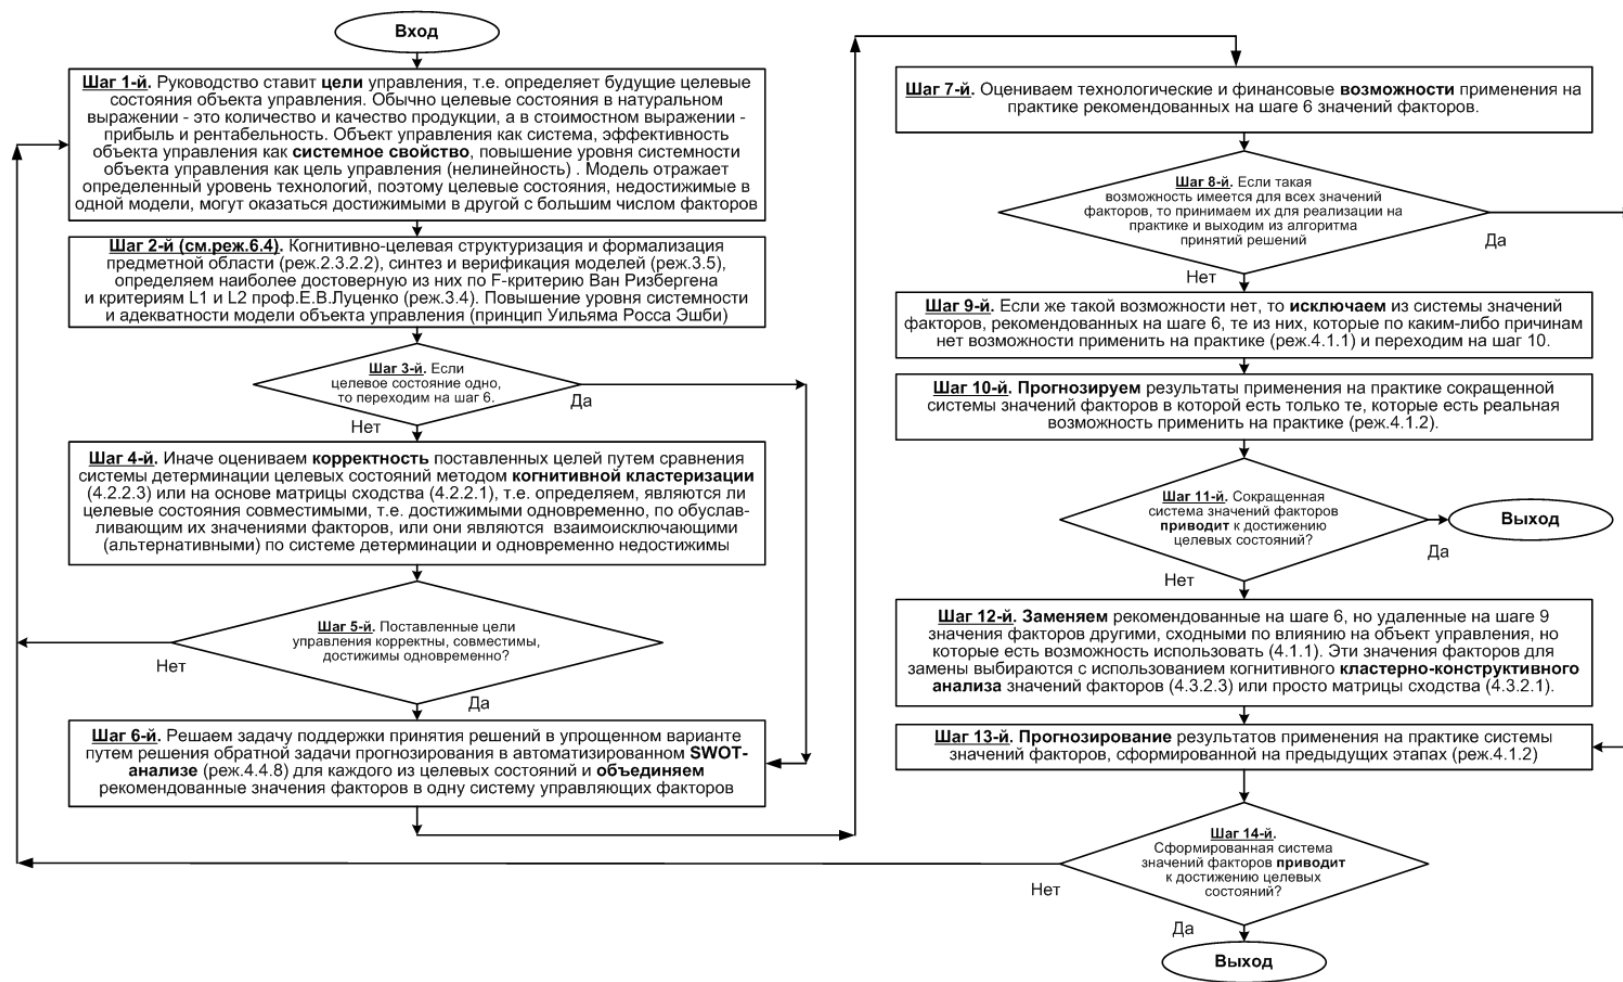 Вход
Шаг 1-й. Руководство ставит цели управления, т.е. определяет будущие целевые
состояния объекта управления. Обычно целевые состояния в натуральном
выражении - это количество и качество продукции, а в стоимостном выражении -
прибыль и рентабельность. Объект управления как система, эффективность
объекта управления как системное свойство, повышение уровня системности
объекта управления как цель управления (нелинейность) . Модель отражает
определенный уровень технологий, поэтому целевые состояния, недостижимые в
одной модели, могут оказаться достижимыми в другой с большим числом факторов
Шаг 2-й (см.реж.6.4). Когнитивно-целевая структуризация и формализация
предметной области (реж.2.3.2.2), синтез и верификация моделей (реж.3.5),
определяем наиболее достоверную из них по F-критерию Ван Ризбергена
и критериям L1 и L2 проф.Е.В.Луценко (реж.3.4). Повышение уровня системности
и адекватности модели объекта управления (принцип Уильяма Росса Эшби)
Шаг 3-й. Если
целевое состояние одно,
то переходим на шаг 6.
Да
Нет
Шаг 4-й. Иначе оцениваем корректность поставленных целей путем сравнения
системы детерминации целевых состояний методом когнитивной кластеризации
(4.2.2.3) или на основе матрицы сходства (4.2.2.1), т.е. определяем, являются ли
целевые состояния совместимыми, т.е. достижимыми одновременно, по обуслав-
ливающим их значениями факторов, или они являются взаимоисключающими
(альтернативными) по системе детерминации и одновременно недостижимы
Шаг 5-й. Поставленные цели
управления корректны, совместимы,
достижимы одновременно?
Нет
Да
Шаг 6-й. Решаем задачу поддержки принятия решений в упрощенном варианте
путем решения обратной задачи прогнозирования в автоматизированном SWOT-
анализе (реж.4.4.8) для каждого из целевых состояний и объединяем
рекомендованные значения факторов в одну систему управляющих факторов
Шаг 7-й. Оцениваем технологические и финансовые возможности применения на
практике рекомендованных на шаге 6 значений факторов.
Шаг 8-й. Если такая
возможность имеется для всех значений
факторов, то принимаем их для реализации на
практике и выходим из алгоритма
принятий решений
Да
Нет
Шаг 9-й. Если же такой возможности нет, то исключаем из системы значений
факторов, рекомендованных на шаге 6, те из них, которые по каким-либо причинам
нет возможности применить на практике (реж.4.1.1) и переходим на шаг 10.
Шаг 10-й. Прогнозируем результаты применения на практике сокращенной
системы значений факторов в которой есть только те, которые есть реальная
возможность применить на практике (реж.4.1.2).
Шаг 11-й. Сокращенная
система значений факторов
приводит к достижению
целевых состояний?
Выход
Да
Нет
Шаг 12-й. Заменяем рекомендованные на шаге 6, но удаленные на шаге 9
значения факторов другими, сходными по влиянию на объект управления, но
которые есть возможность использовать (4.1.1). Эти значения факторов для
замены выбираются с использованием когнитивного кластерно-конструктивного
анализа значений факторов (4.3.2.3) или просто матрицы сходства (4.3.2.1).
Шаг 13-й. Прогнозирование результатов применения на практике системы
значений факторов, сформированной на предыдущих этапах (реж.4.1.2)
Шаг 14-й.
Сформированная система
значений факторов приводит
к достижению целевых
состояний?
Нет
Да
Выход